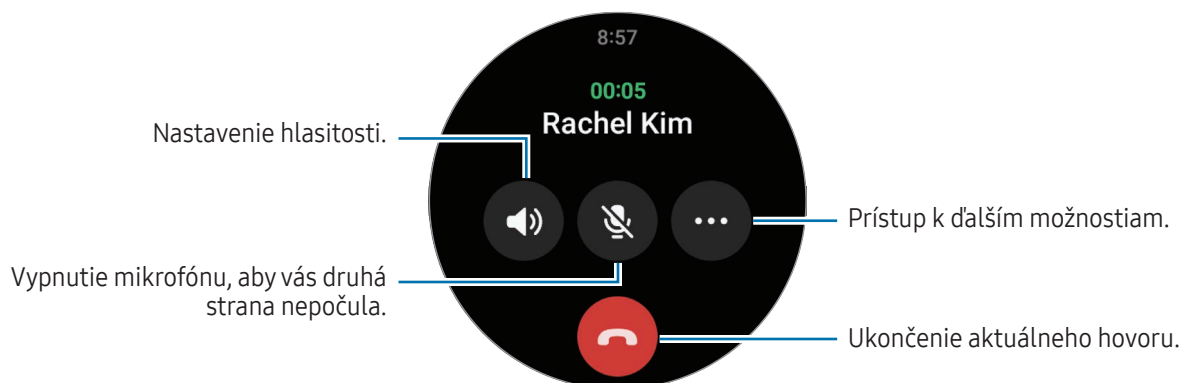 8:57
00:05
Rachel Kim
Nastavenie hlasitosti.
Prístup k ďalším možnostiam.
Vypnutie mikrofónu, aby vás druhá
strana nepočula.
Ukončenie aktuálneho hovoru.